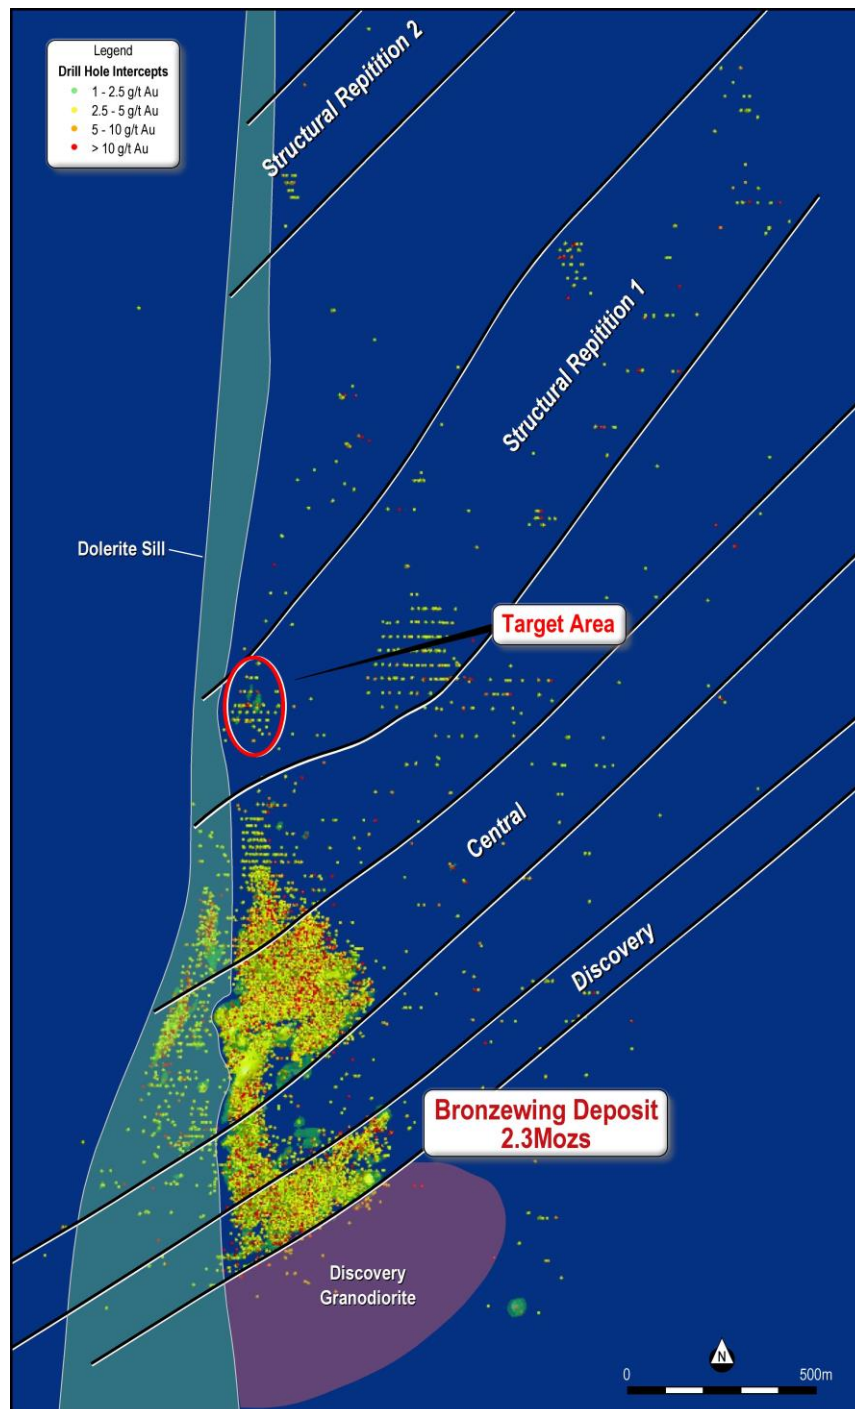 Legend
Drill Hole Intercepts
1 - 2.5 g/t Au
2.5 - 5 g/t Au
5 - 10 g/t Au
> 10 g/t Au
Structural Repitition 2
Structural Repitition 1
Dolerite Sill
Target Area
Central
Discovery
Bronzewing Deposit
2.3Mozs
Discovery
Granodiorite
N
0
500m